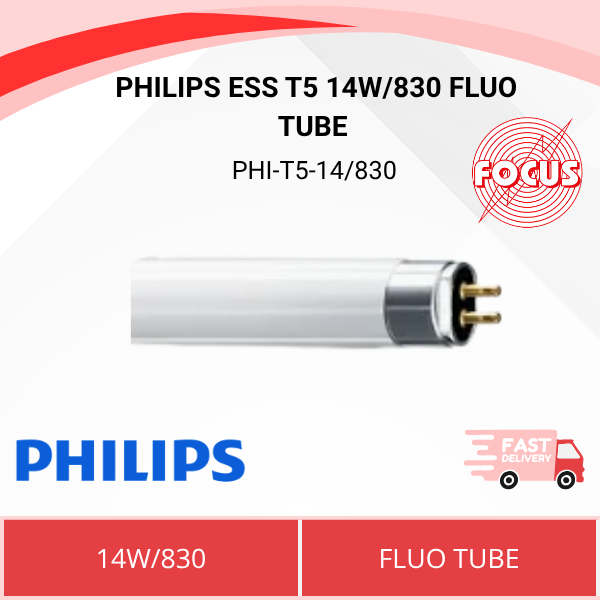 PHILIPS ESS T5 14W/830 FLUO
TUBE
PHI-T5-14/830
FOCUS
PHILIPS
FAST
DELIVERY
14W/830
FLUO TUBE